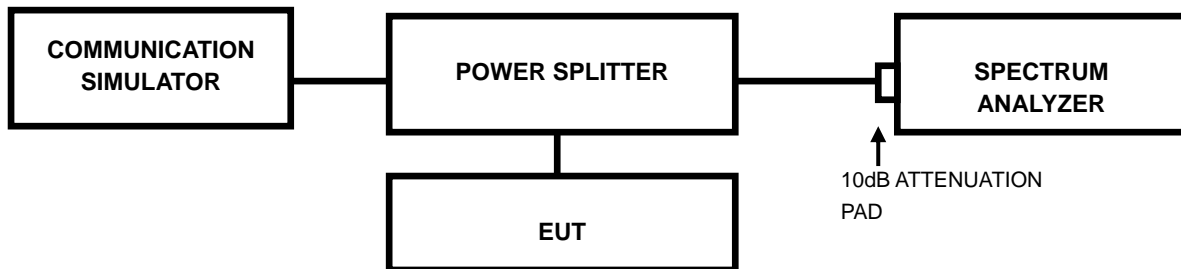 COMMUNICATION
SIMULATOR
POWER SPLITTER
SPECTRUM
ANALYZER
10dB ATTENUATION
PAD
EUT